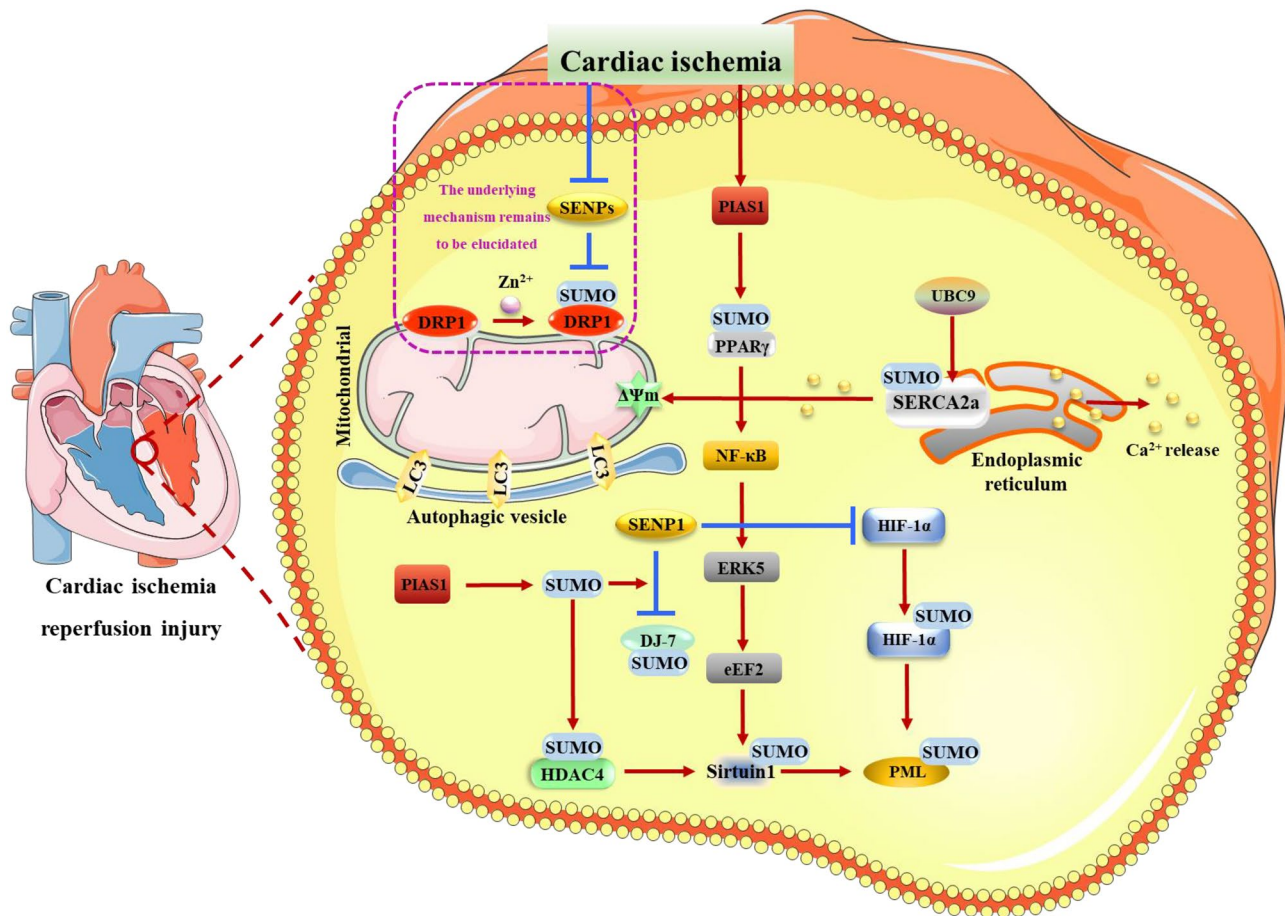 Cardiac ischemia
The underlying
mechanism remains
to be elucidated
SENPs
PIAS1
Zn²⁺
SUMO
DRP1
DRP1
SUMO
PPARγ
UBC9
SUMO
SERCA2a
Mitochondrial
ΔΨm
Ca²⁺ release
Endoplasmic
reticulum
NF-κB
LC3
LC3
LC3
Autophagic vesicle
SENP1
HIF-1α
ERK5
PIAS1
SUMO
Cardiac ischemia
reperfusion injury
SUMO
HIF-1α
DJ-7
SUMO
eEF2
SUMO
HDAC4
SUMO
Sirtuin1
SUMO
PML